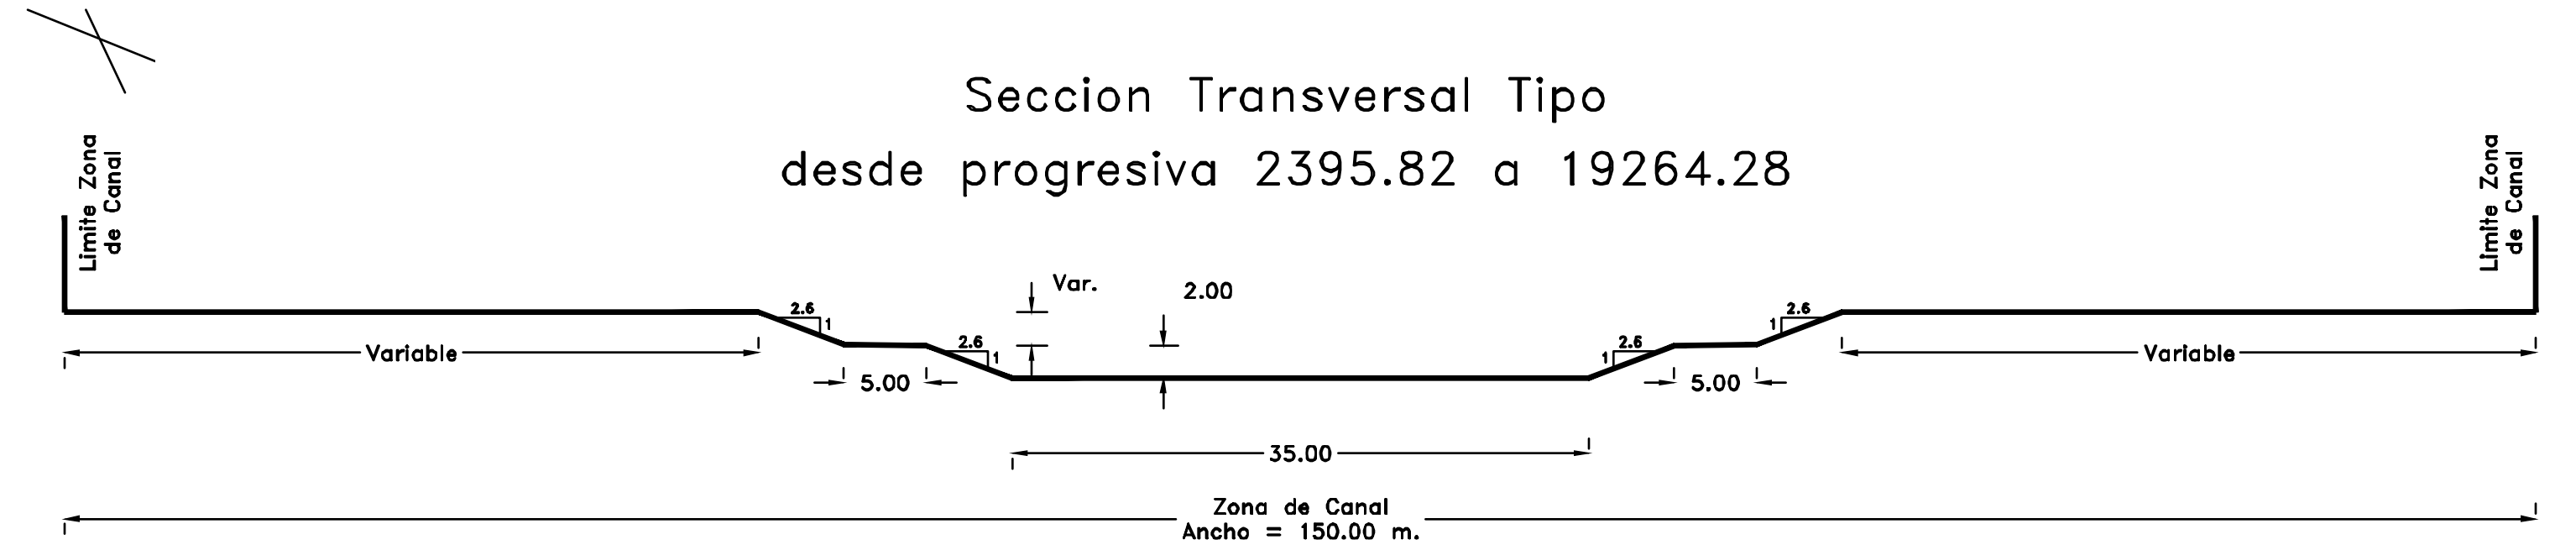 Seccion Transversal Tipo
desde progresiva 2395.82 a 19264.28
Limite Zona
de Canal
Limite Zona
de Canal
Var.
2.00
2.6
1
2.6
1
2.6
1
2.6
1
Variable
5.00
5.00
Variable
35.00
Zona de Canal
Ancho = 150.00 m.